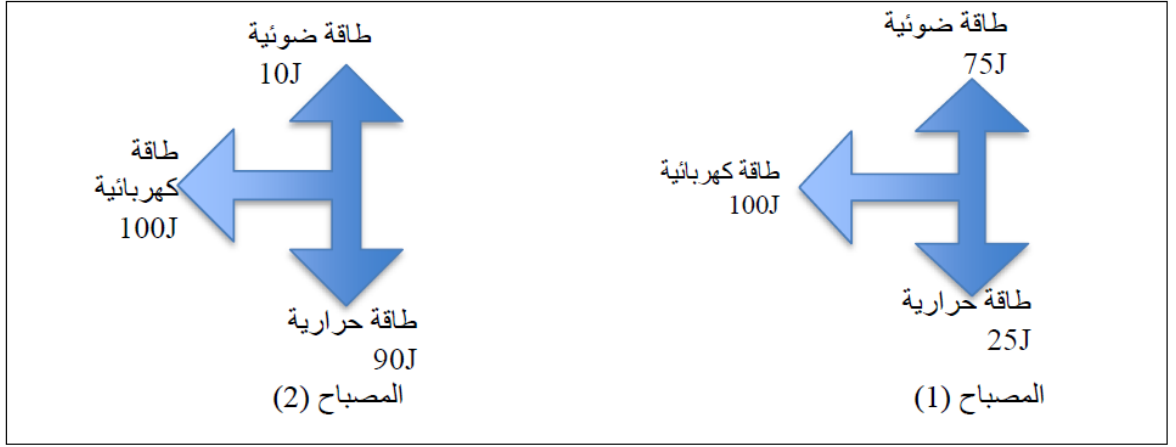 طاقة ضوئية
75J
طاقة كهربائية
100J
طاقة حرارية
25J
المصباح (1)
طاقة ضوئية
10J
طاقة
كهربائية
100J
طاقة حرارية
90J
المصباح (2)